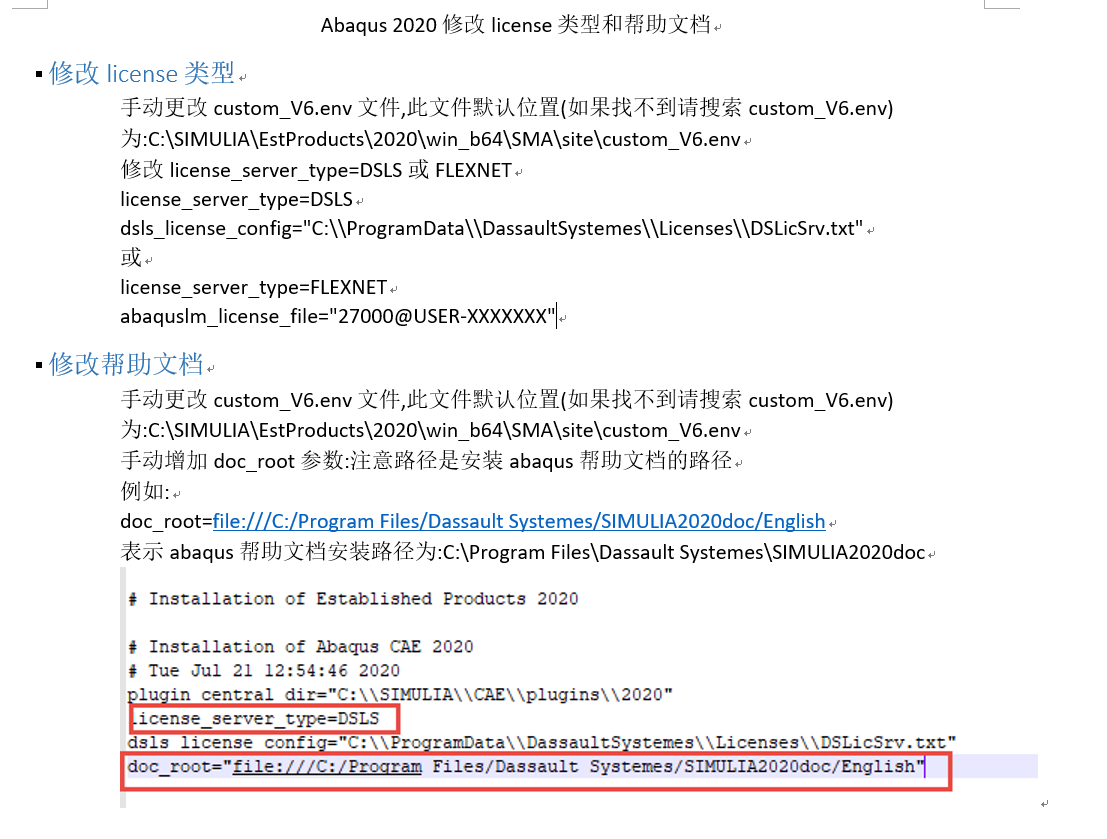 Abaqus 2020 修改 license 类型和帮助文档
修改 license 类型
手动更改 custom_V6.env 文件,此文件默认位置(如果找不到请搜索 custom_V6.env)
为:C:\SIMULIA\EstProducts\2020\win_b64\SMA\site\custom_V6.env
修改 license_server_type=DSLS 或 FLEXNET
license_server_type=DSLS
dsls_license_config="C:\\ProgramData\\DassaultSystemes\\Licenses\\DSLicSrv.txt"
或
license_server_type=FLEXNET
abaquslm_license_file="27000@USER-XXXXXXX"
修改帮助文档
手动更改 custom_V6.env 文件,此文件默认位置(如果找不到请搜索 custom_V6.env)
为:C:\SIMULIA\EstProducts\2020\win_b64\SMA\site\custom_V6.env
手动增加 doc_root 参数:注意路径是安装 abaqus 帮助文档的路径
例如:
doc_root=file:///C:/Program Files/Dassault Systemes/SIMULIA2020doc/English
表示 abaqus 帮助文档安装路径为:C:\Program Files\Dassault Systemes\SIMULIA2020doc
# Installation of Established Products 2020
# Installation of Abaqus CAE 2020
# Tue Jul 21 12:54:46 2020
plugin_central_dir="C:\\SIMULIA\\CAE\\plugins\\2020"
license_server_type=DSLS
dsls_license_config="C:\\ProgramData\\DassaultSystemes\\Licenses\\DSLicSrv.txt"
doc_root="file:///C:/Program Files/Dassault Systemes/SIMULIA2020doc/English"